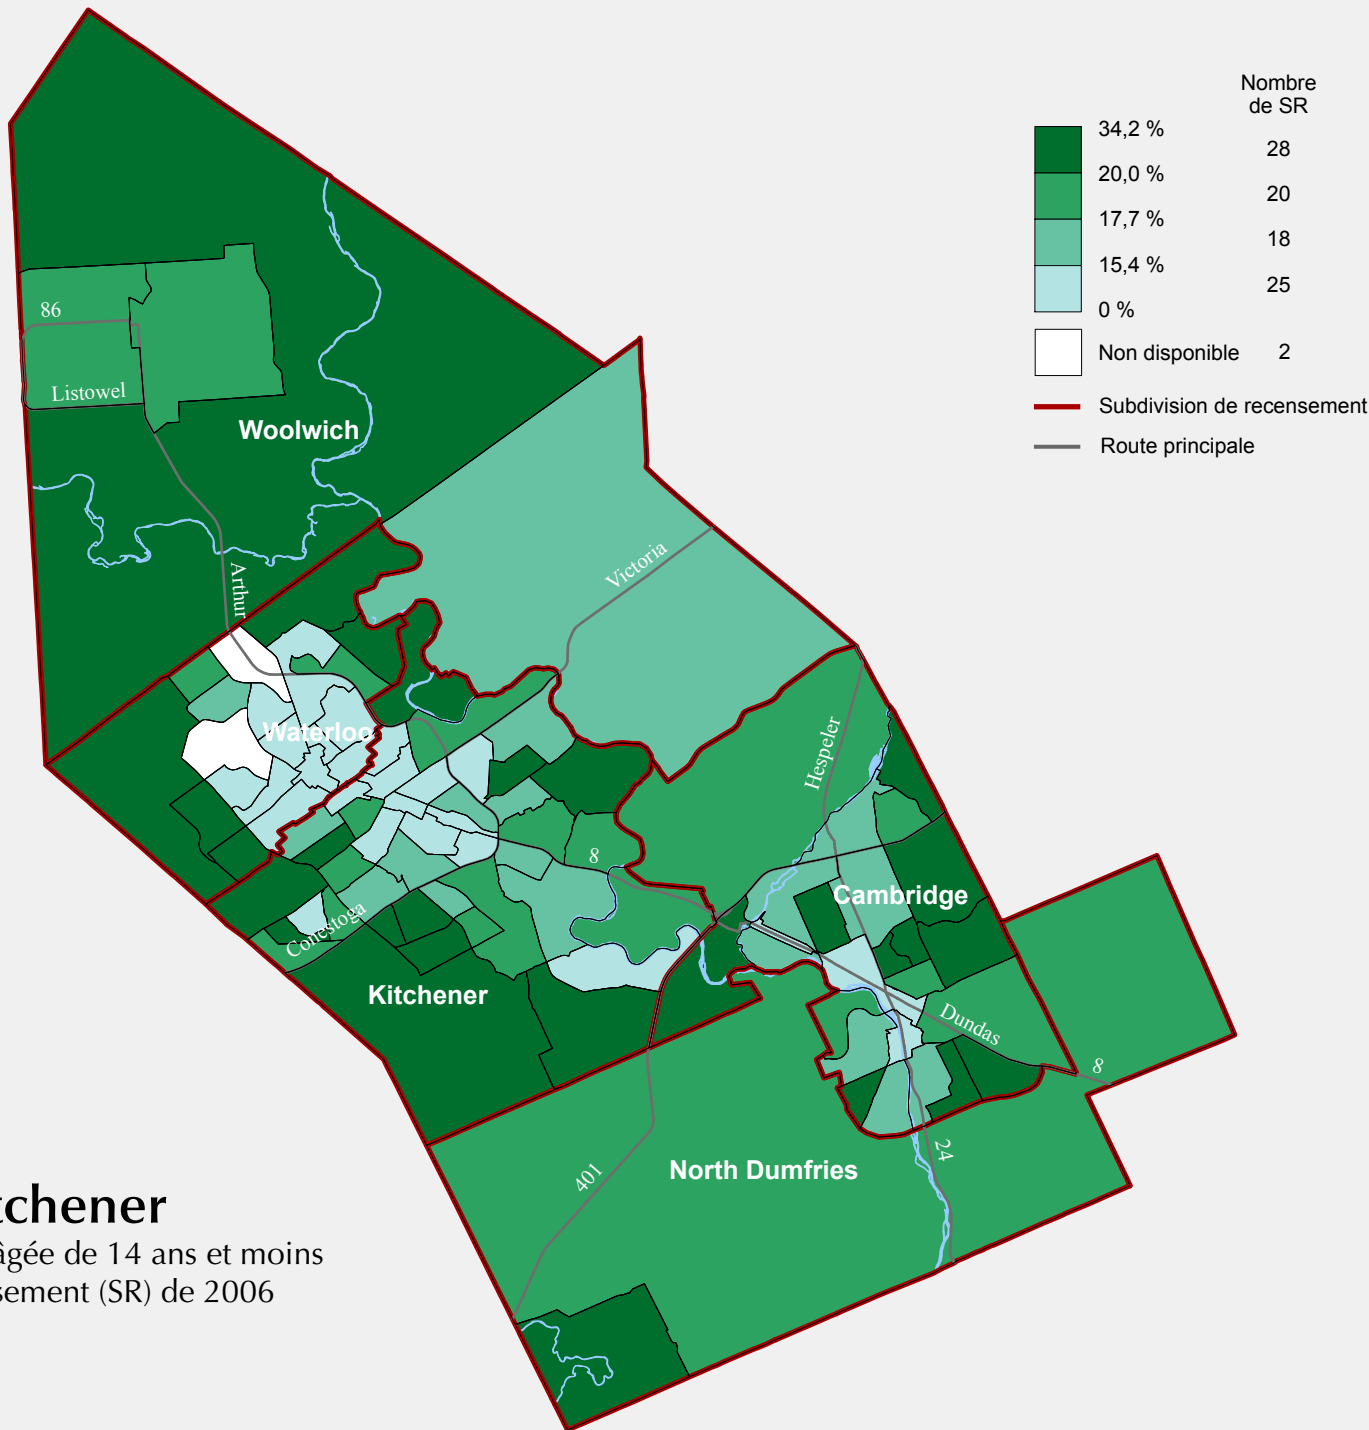 Nombre
de SR
34,2 %
28
20,0 %
20
17,7 %
18
15,4 %
25
0 %
Non disponible 2
Subdivision de recensement
Route principale
86
Listowel
Woolwich
Arthur
Victoria
Waterloo
Hespeler
8
Cambridge
Conestoga
Kitchener
Dundas
8
24
North Dumfries
401
tchener
âgée de 14 ans et moins
sement (SR) de 2006